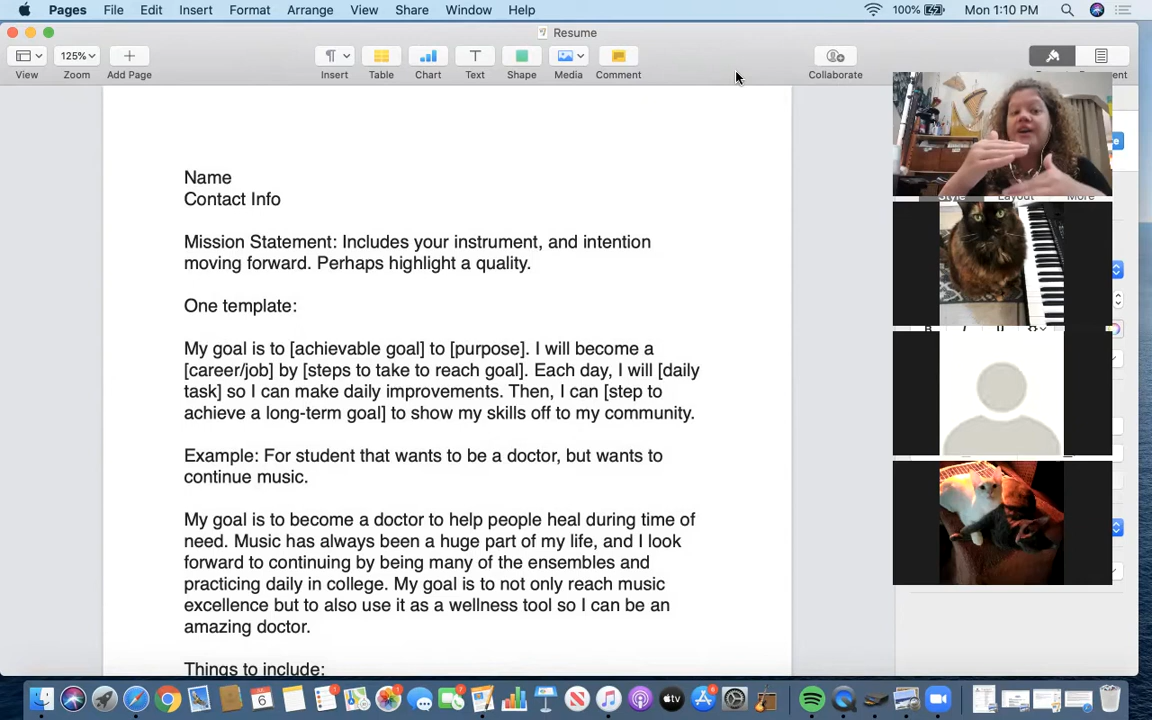 Pages File Edit Insert Format Arrange View Share Window Help 100% Mon 1:10 PM
Resume
125%
View Zoom Add Page Insert Table Chart Text Shape Media Comment Collaborate
Name
Contact Info
Mission Statement: Includes your instrument, and intention
moving forward. Perhaps highlight a quality.
One template:
My goal is to [achievable goal] to [purpose]. I will become a
[career/job] by [steps to take to reach goal]. Each day, I will [daily
task] so I can make daily improvements. Then, I can [step to
achieve a long-term goal] to show my skills off to my community.
Example: For student that wants to be a doctor, but wants to
continue music.
My goal is to become a doctor to help people heal during time of
need. Music has always been a huge part of my life, and I look
forward to continuing by being many of the ensembles and
practicing daily in college. My goal is to not only reach music
excellence but to also use it as a wellness tool so I can be an
amazing doctor.
Things to include: